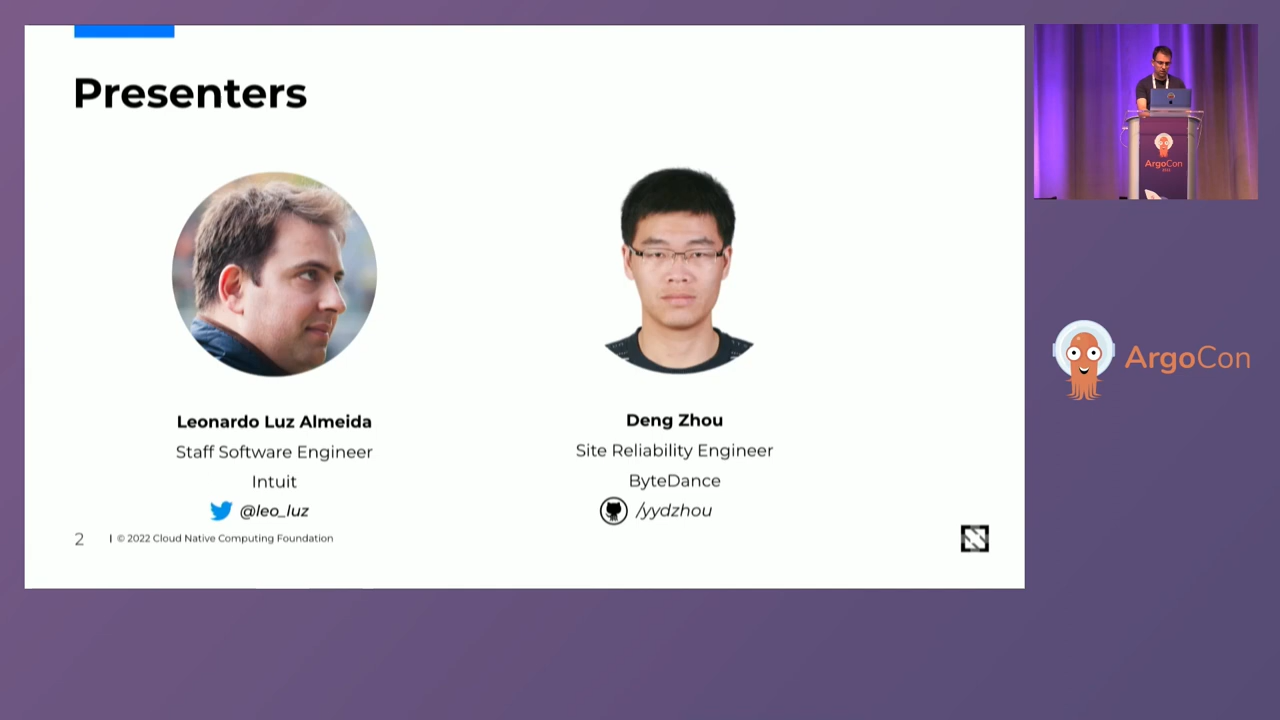 Presenters
Leonardo Luz Almeida
Staff Software Engineer
Intuit
@leo_luz
Deng Zhou
Site Reliability Engineer
ByteDance
/yydzhou
2
© 2022 Cloud Native Computing Foundation
ArgoCon
ArgoCon